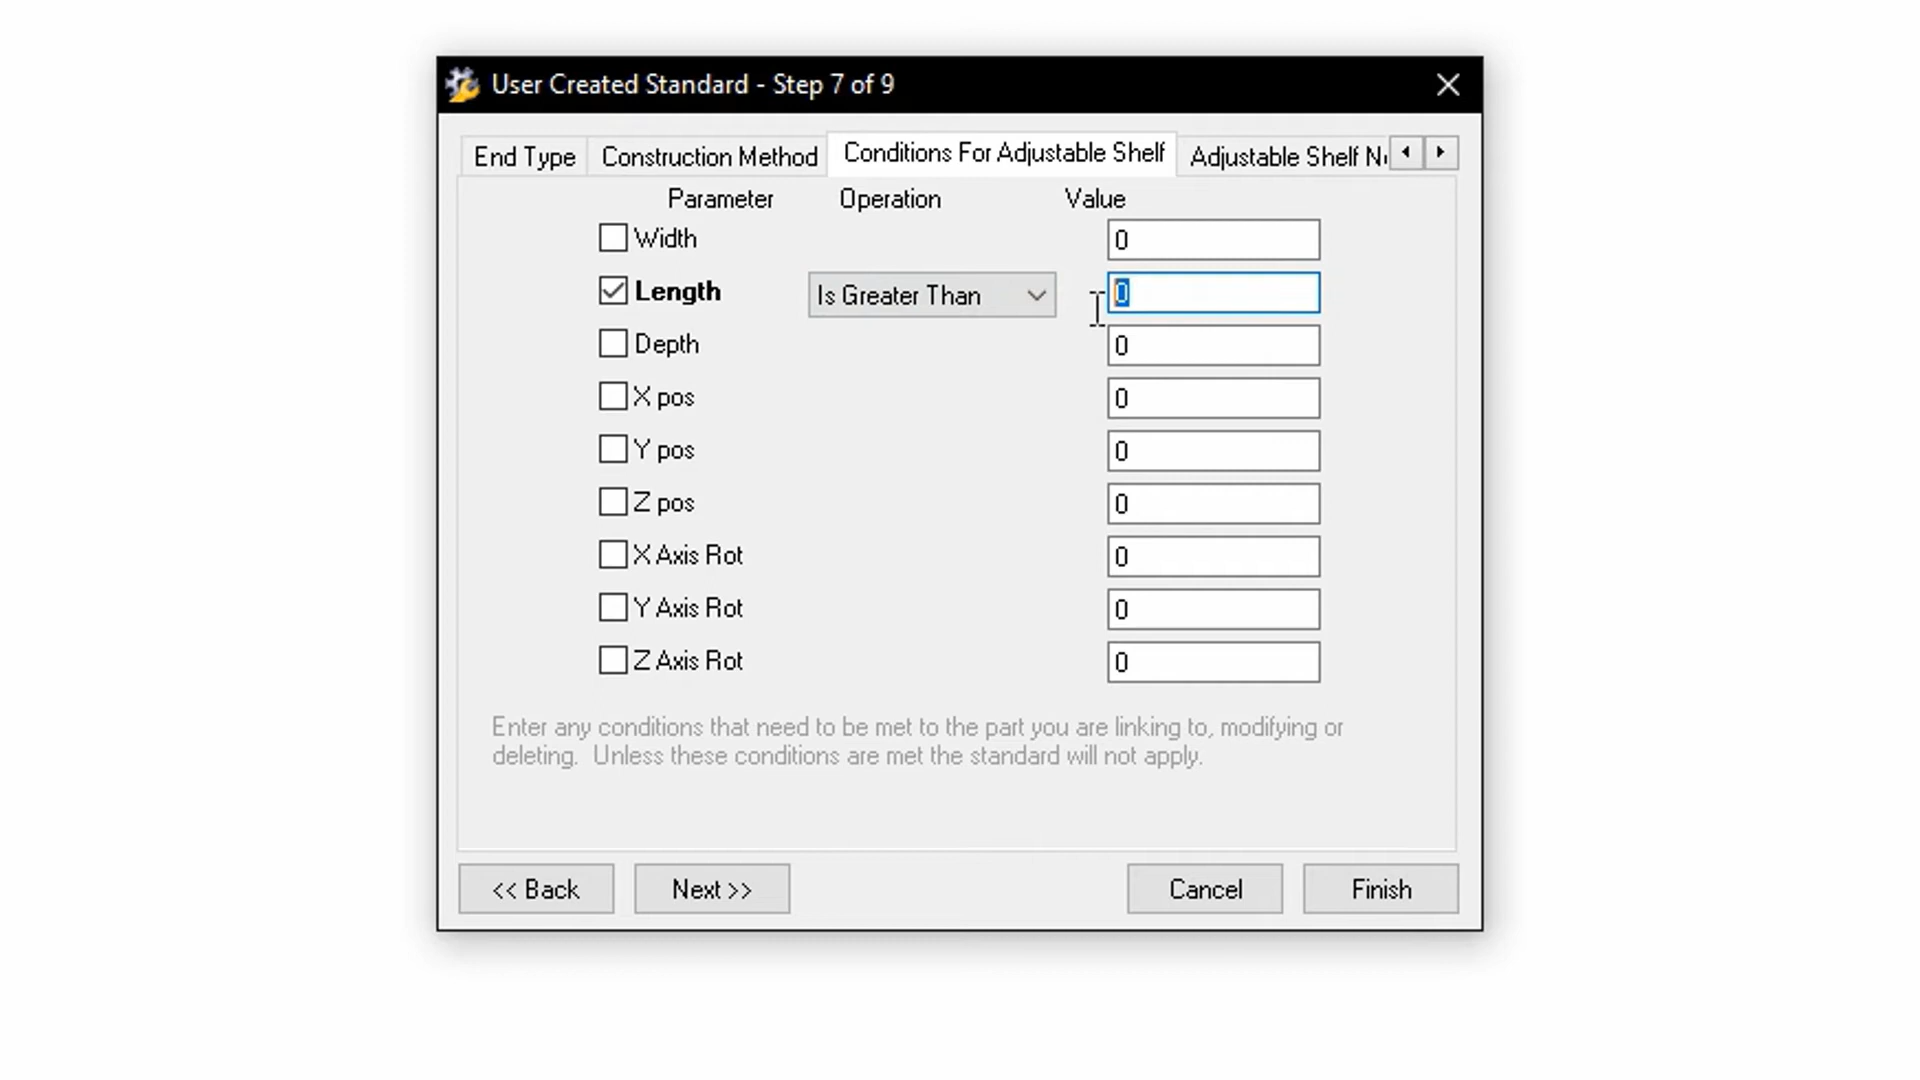 User Created Standard - Step 7 of 9
End Type Construction Method Conditions For Adjustable Shelf Adjustable Shelf
Parameter Operation Value
Width 0
Length Is Greater Than 0
Depth 0
X pos 0
Y pos 0
Z pos 0
X Axis Rot 0
Y Axis Rot 0
Z Axis Rot 0
Enter any conditions that need to be met to the part you are linking to, modifying or
deleting. Unless these conditions are met the standard will not apply.
<< Back Next >> Cancel Finish